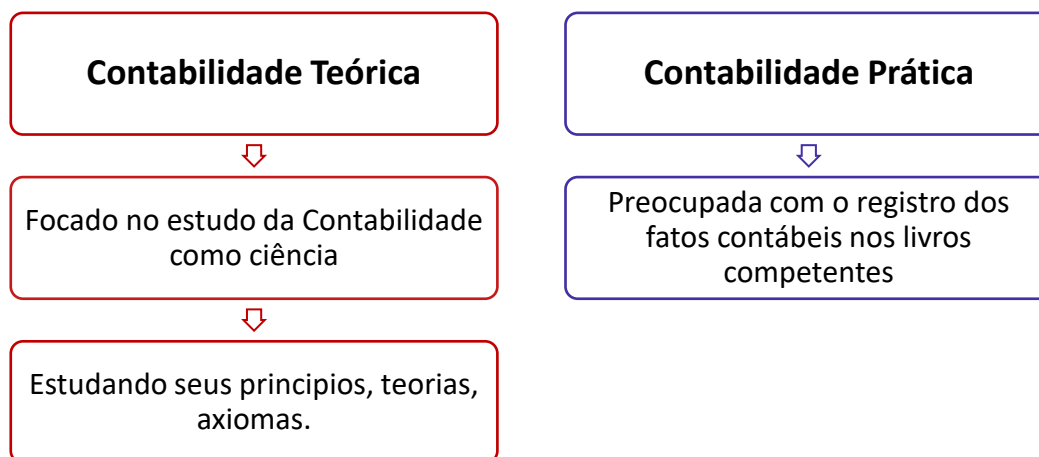 Contabilidade Teórica
Focado no estudo da Contabilidade
como ciência
Estudando seus principios, teorias,
axiomas.
Contabilidade Prática
Preocupada com o registro dos
fatos contábeis nos livros
competentes